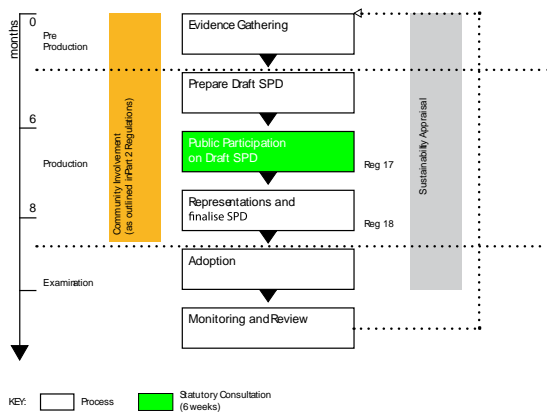 months
0
Pre
Production
6
Production
8
Examination
Community Involvement
(as outlined inPart 2 Regulations)
Evidence Gathering
Prepare Draft SPD
Public Participation
on Draft SPD
Reg 17
Representations and
finalise SPD
Reg 18
Adoption
Monitoring and Review
Sustainability Appraisal
KEY:
Process
Statutory Consultation
(6 weeks)